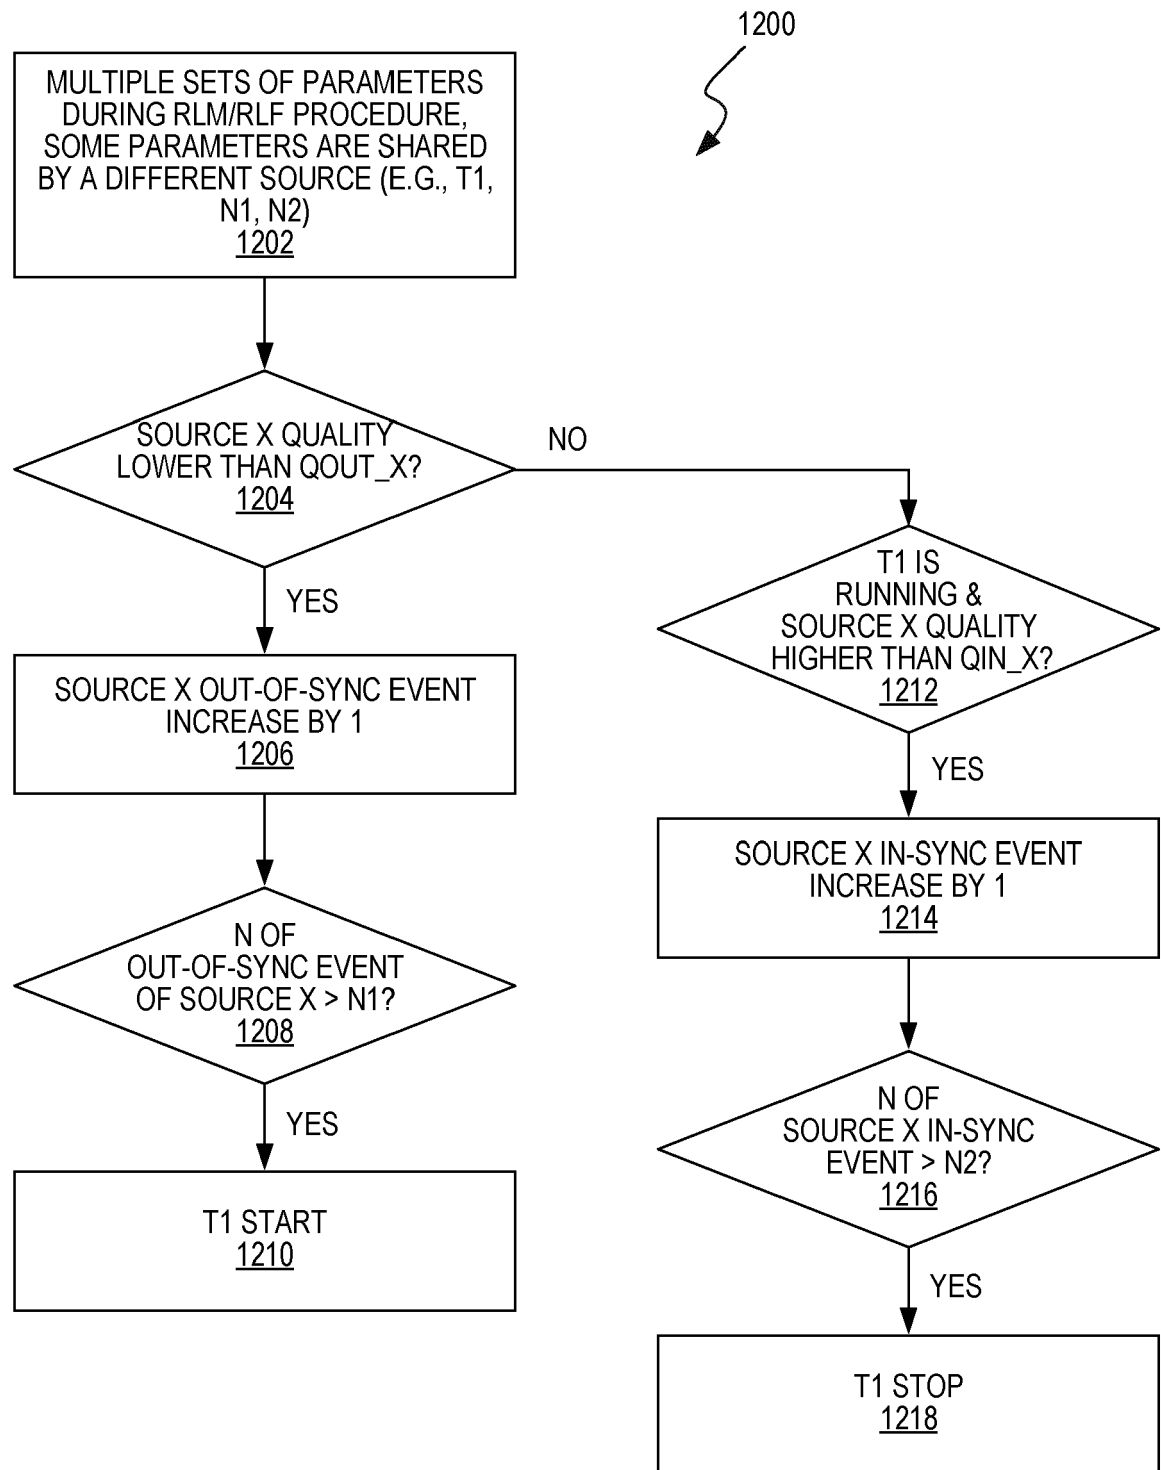 1200
MULTIPLE SETS OF PARAMETERS
DURING RLM/RLF PROCEDURE,
SOME PARAMETERS ARE SHARED
BY A DIFFERENT SOURCE (E.G., T1,
N1, N2)
1202
SOURCE X QUALITY
LOWER THAN QOUT_X?
1204
NO
YES
T1 IS
RUNNING &
SOURCE X QUALITY
HIGHER THAN QIN_X?
1212
SOURCE X OUT-OF-SYNC EVENT
INCREASE BY 1
1206
YES
SOURCE X IN-SYNC EVENT
INCREASE BY 1
1214
N OF
OUT-OF-SYNC EVENT
OF SOURCE X > N1?
1208
YES
N OF
SOURCE X IN-SYNC
EVENT > N2?
1216
T1 START
1210
YES
T1 STOP
1218